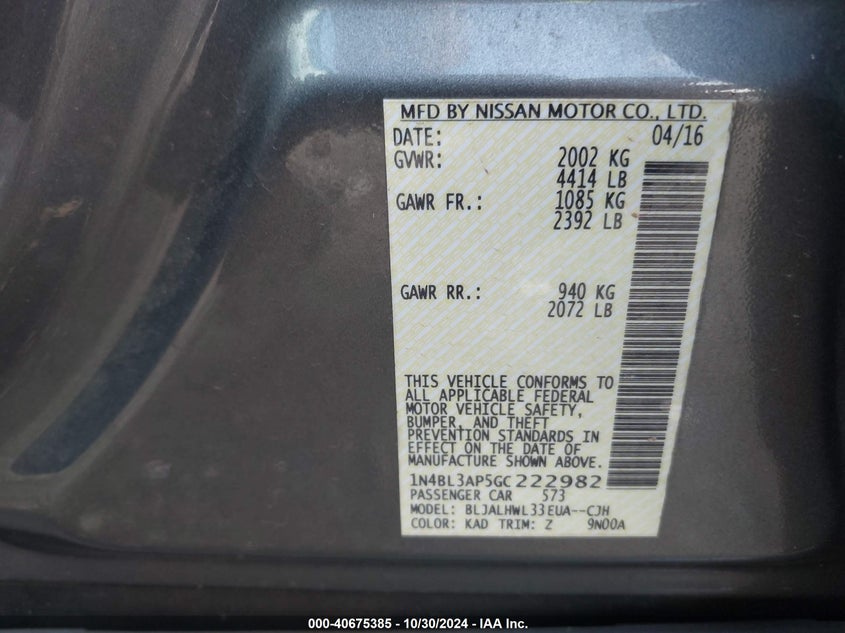 MFD BY NISSAN MOTOR CO., LTD.
DATE: 04/16
GVWR: 2002 KG
4414 LB
GAWR FR.: 1085 KG
2392 LB
GAWR RR.: 940 KG
2072 LB
THIS VEHICLE CONFORMS TO
ALL APPLICABLE FEDERAL
MOTOR VEHICLE SAFETY,
BUMPER, AND THEFT
PREVENTION STANDARDS IN
EFFECT ON THE DATE OF
MANUFACTURE SHOWN ABOVE.
1N4BL3AP5GC222982
PASSENGER CAR 573
MODEL: BLJALHWL33EUA--CJH
COLOR: KAD TRIM: Z 9N00A
000-40675385 - 10/30/2024 - IAA Inc.